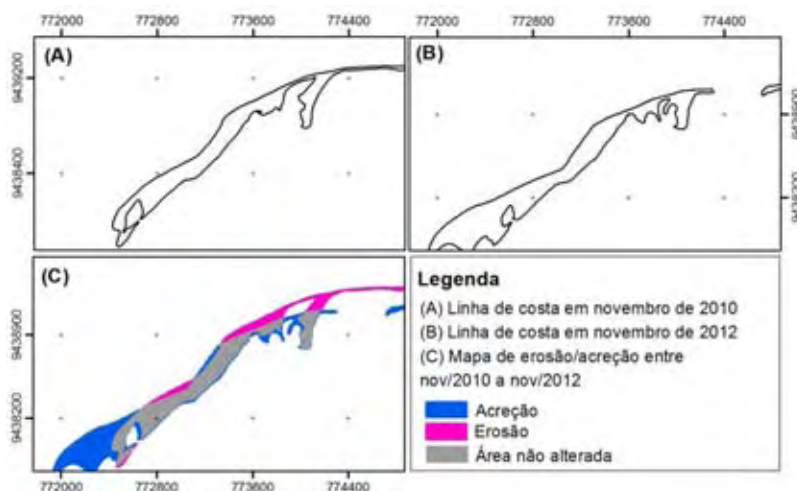 772000 772800 773600 774400 772000 772800 773600 774400
(A)
(B)
9439200
9438400
9438900
9438200
(C)
9438900
9438200
772000 772800 773600 774400
Legenda
(A) Linha de costa em novembro de 2010
(B) Linha de costa em novembro de 2012
(C) Mapa de erosão/acreção entre
nov/2010 a nov/2012
Acreção
Erosão
Área não alterada